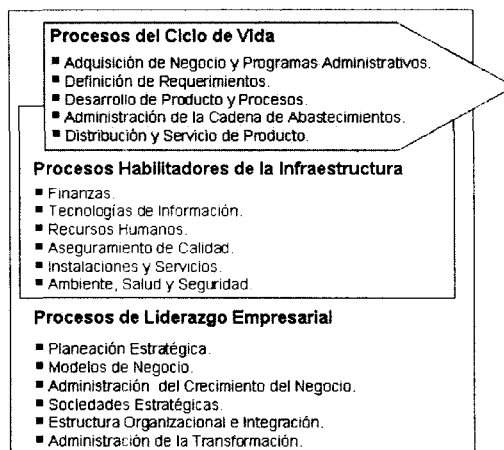 Procesos del Ciclo de Vida
▪ Adquisición de Negocio y Programas Administrativos.
▪ Definición de Requerimientos.
▪ Desarrollo de Producto y Procesos.
▪ Administración de la Cadena de Abastecimientos.
▪ Distribución y Servicio de Producto.
Procesos Habilitadores de la Infraestructura
▪ Finanzas.
▪ Tecnologías de Información.
▪ Recursos Humanos.
▪ Aseguramiento de Calidad.
▪ Instalaciones y Servicios.
▪ Ambiente, Salud y Seguridad.
Procesos de Liderazgo Empresarial
▪ Planeación Estratégica.
▪ Modelos de Negocio.
▪ Administración del Crecimiento del Negocio.
▪ Sociedades Estratégicas.
▪ Estructura Organizacional e Integración.
▪ Administración de la Transformación.